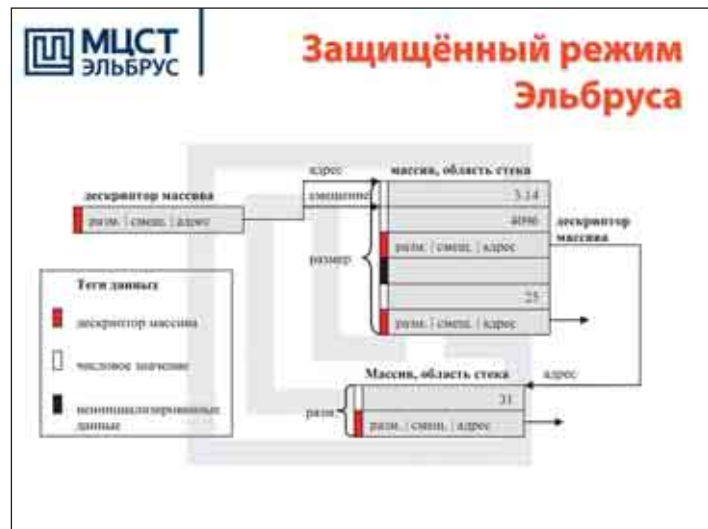 МЦСТ
ЭЛЬБРУС
Защищённый режим
Эльбруса
адрес
массив, область стека
дескриптор массива
смещение
3.14
разм. | смещ. | адрес
4096
дескриптор
массива
разм. | смещ. | адрес
размер
Теги данных
25
дескриптор массива
разм. | смещ. | адрес
числовое значение
Массив, область стека
адрес
31
неинициализированные
данные
разм.
разм. | смещ. | адрес